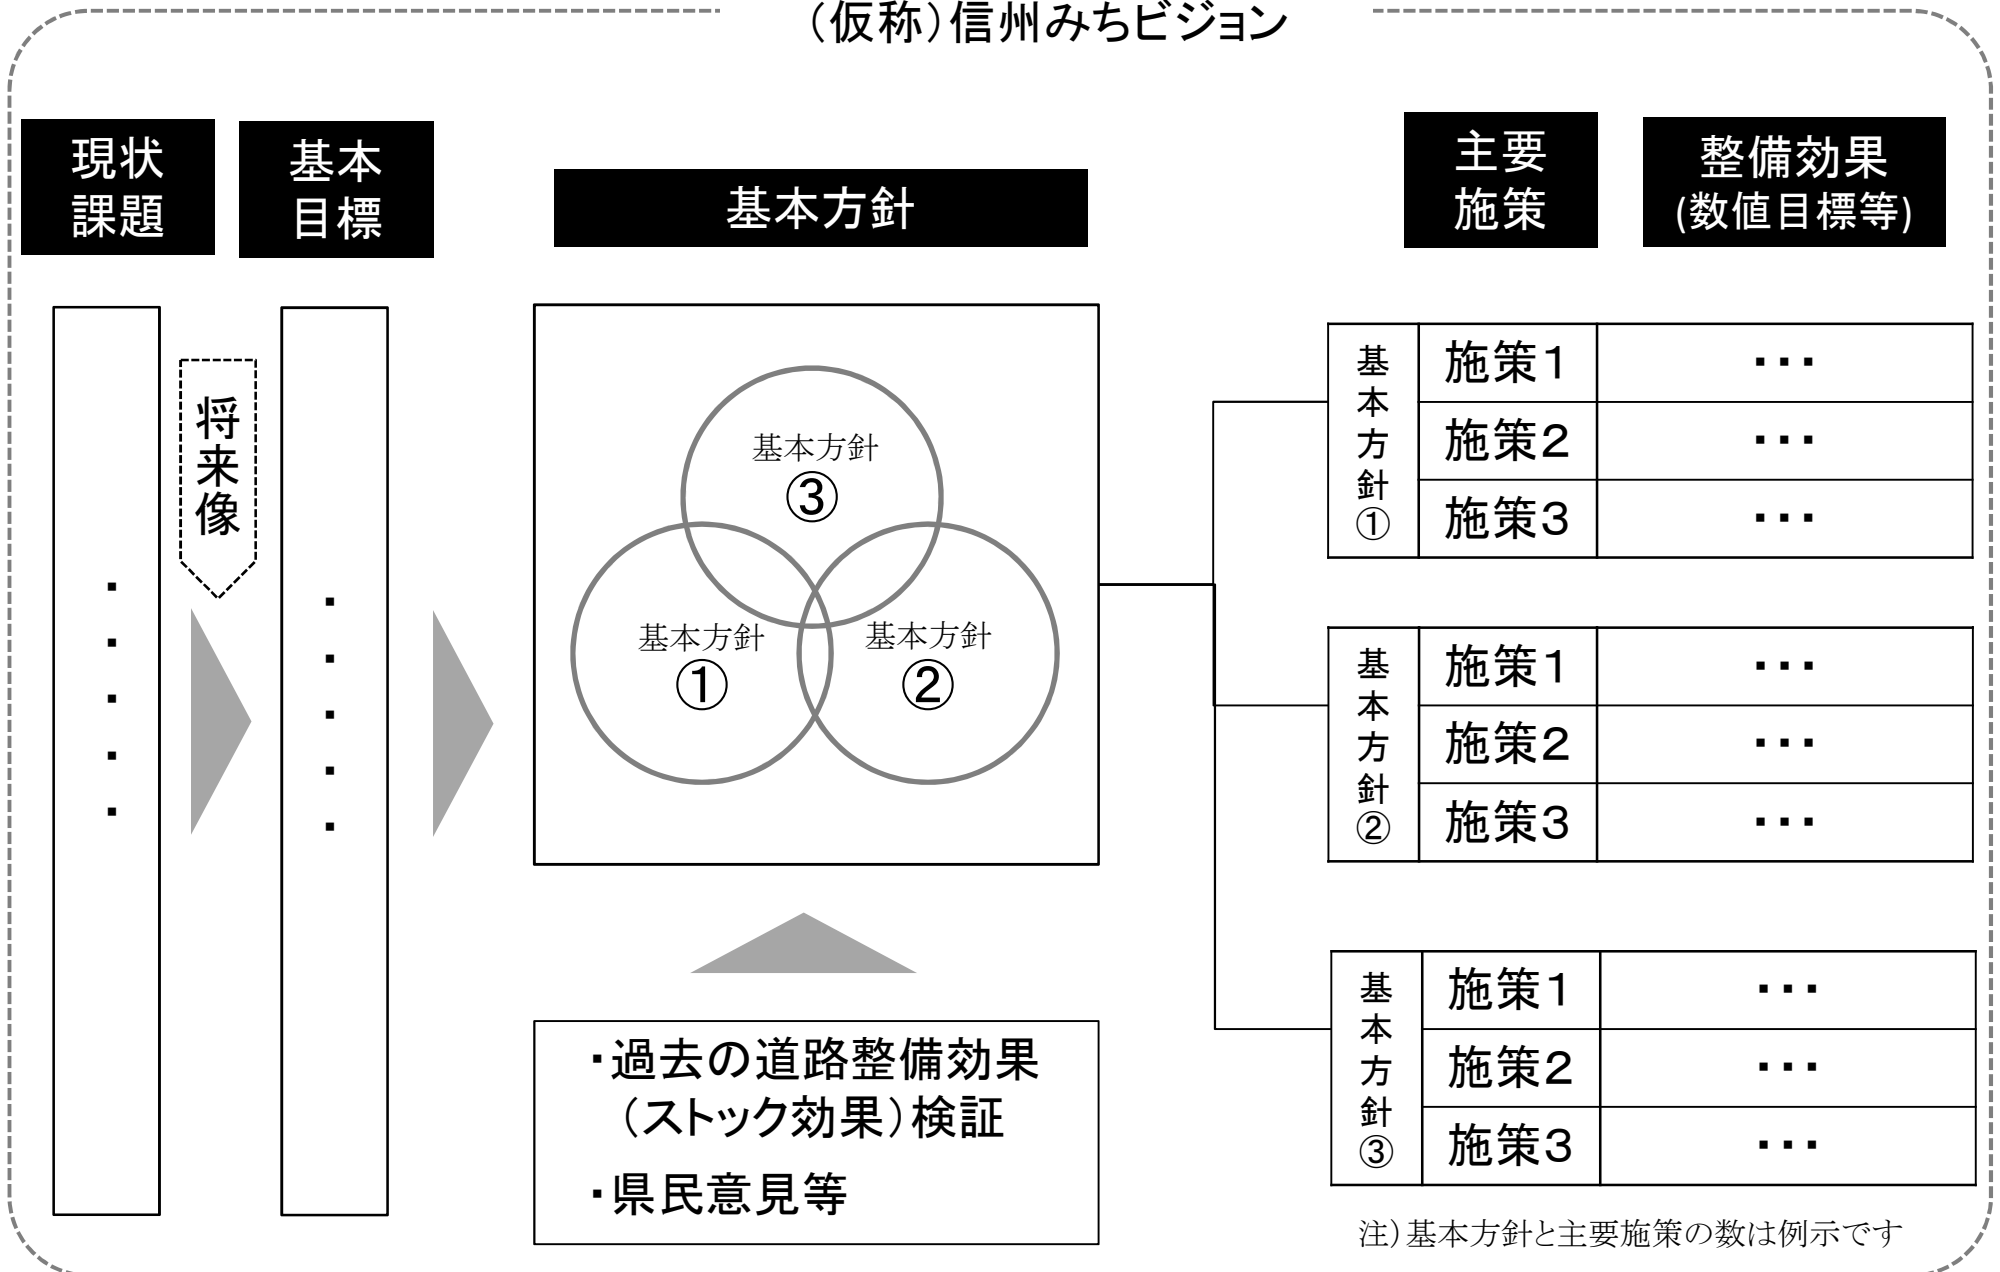 （仮称）信州みちビジョン
現状
課題
基本
目標
基本方針
主要
施策
整備効果
(数値目標等)
・・・・・
将来像
・・・・・
基本方針
③
基本方針
①
基本方針
②
・過去の道路整備効果
（ストック効果）検証
・県民意見等
基本方針①
施策１ ・・・
施策２ ・・・
施策３ ・・・
基本方針②
施策１ ・・・
施策２ ・・・
施策３ ・・・
基本方針③
施策１ ・・・
施策２ ・・・
施策３ ・・・
注）基本方針と主要施策の数は例示です